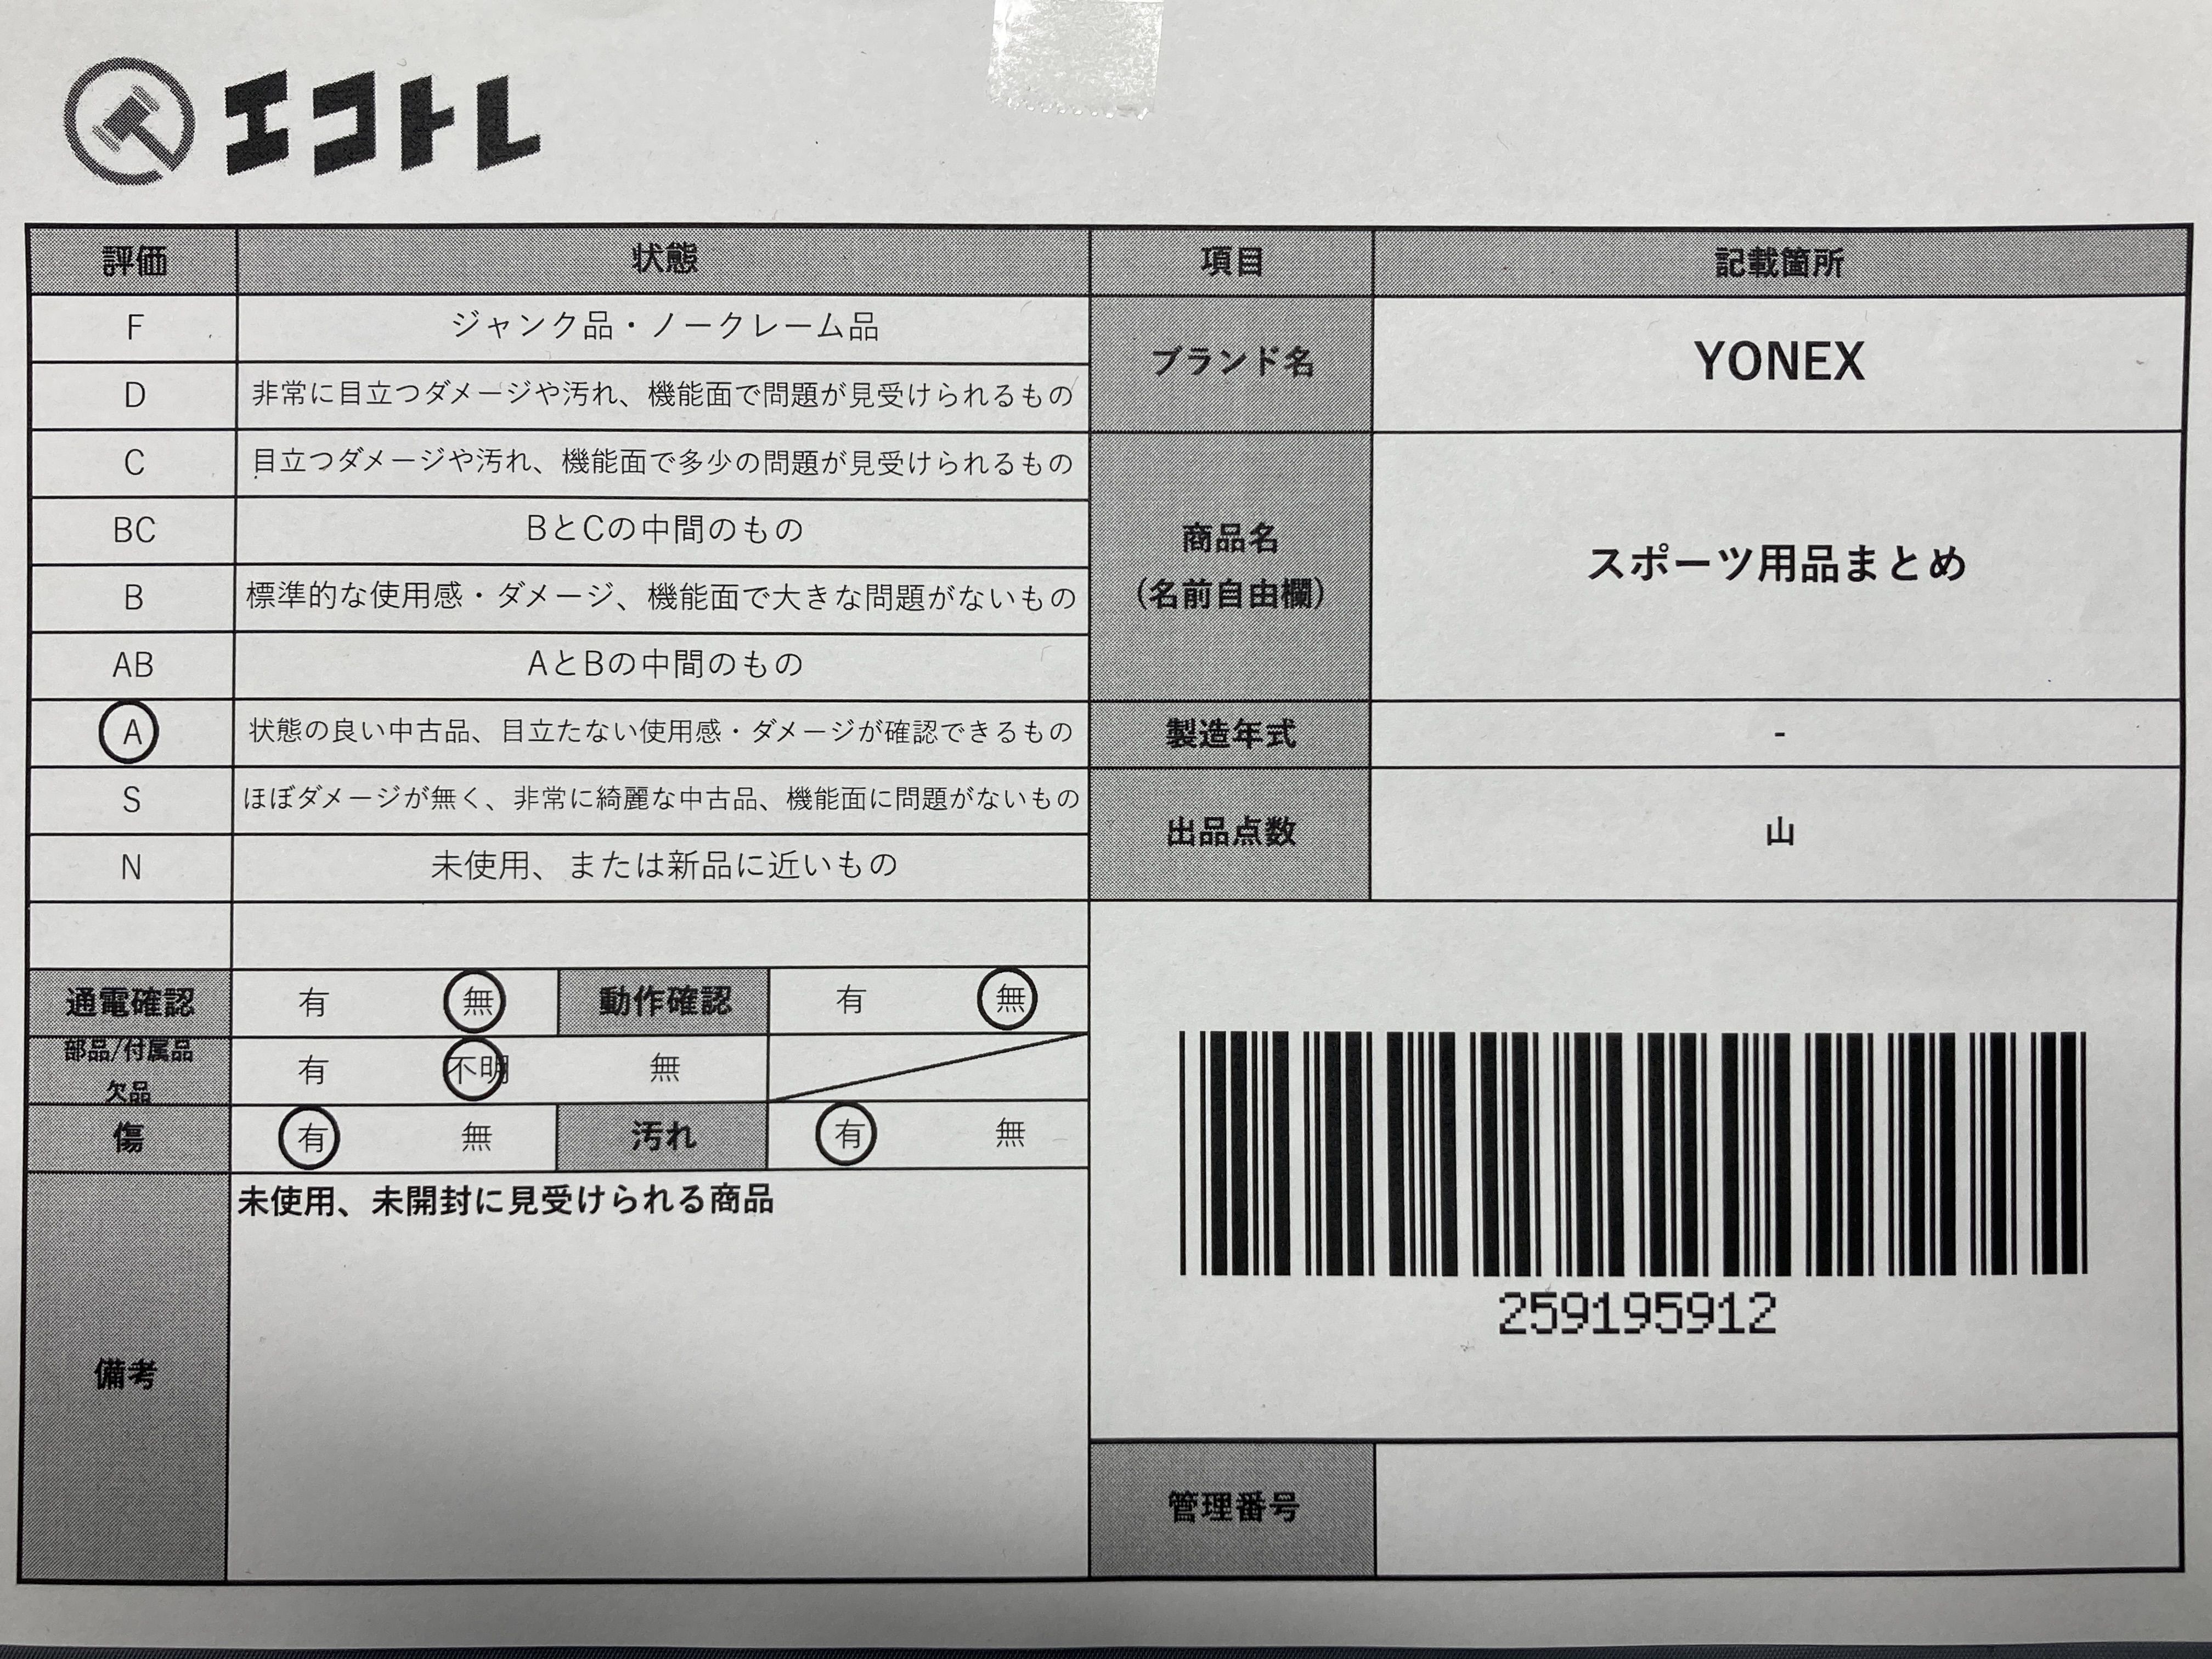 エコトレ
評価 状態 項目 記載箇所
F ジャンク品・ノークレーム品
D 非常に目立つダメージや汚れ、機能面で問題が見受けられるもの
ブランド名 YONEX
C 目立つダメージや汚れ、機能面で多少の問題が見受けられるもの
BC BとCの中間のもの
B 標準的な使用感・ダメージ、機能面で大きな問題がないもの
AB AとBの中間のもの
商品名
(名前自由欄)
スポーツ用品まとめ
A 状態の良い中古品、目立たない使用感・ダメージが確認できるもの
製造年式 -
S ほぼダメージが無く、非常に綺麗な中古品、機能面に問題がないもの
N 未使用、または新品に近いもの
出品点数 山
通電確認 有 無 動作確認 有 無
部品/付属品
欠品
有 不明 無
傷 有 無 汚れ 有 無
備考
未使用、未開封に見受けられる商品
259195912
管理番号